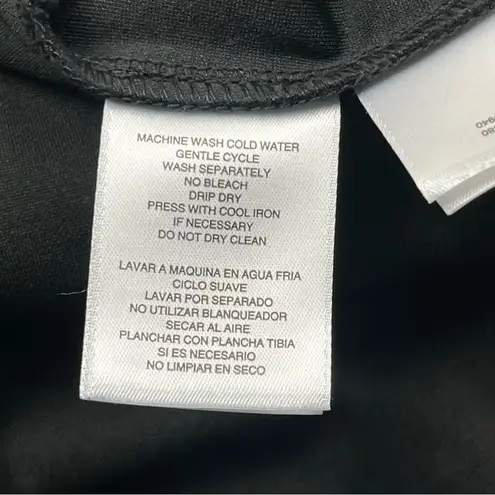 MACHINE WASH COLD WATER
GENTLE CYCLE
WASH SEPARATELY
NO BLEACH
DRIP DRY
PRESS WITH COOL IRON
IF NECESSARY
DO NOT DRY CLEAN
LAVAR A MAQUINA EN AGUA FRIA
CICLO SUAVE
LAVAR POR SEPARADO
NO UTILIZAR BLANQUEADOR
SECAR AL AIRE
PLANCHAR CON PLANCHA TIBIA
SI ES NECESARIO
NO LIMPIAR EN SECO